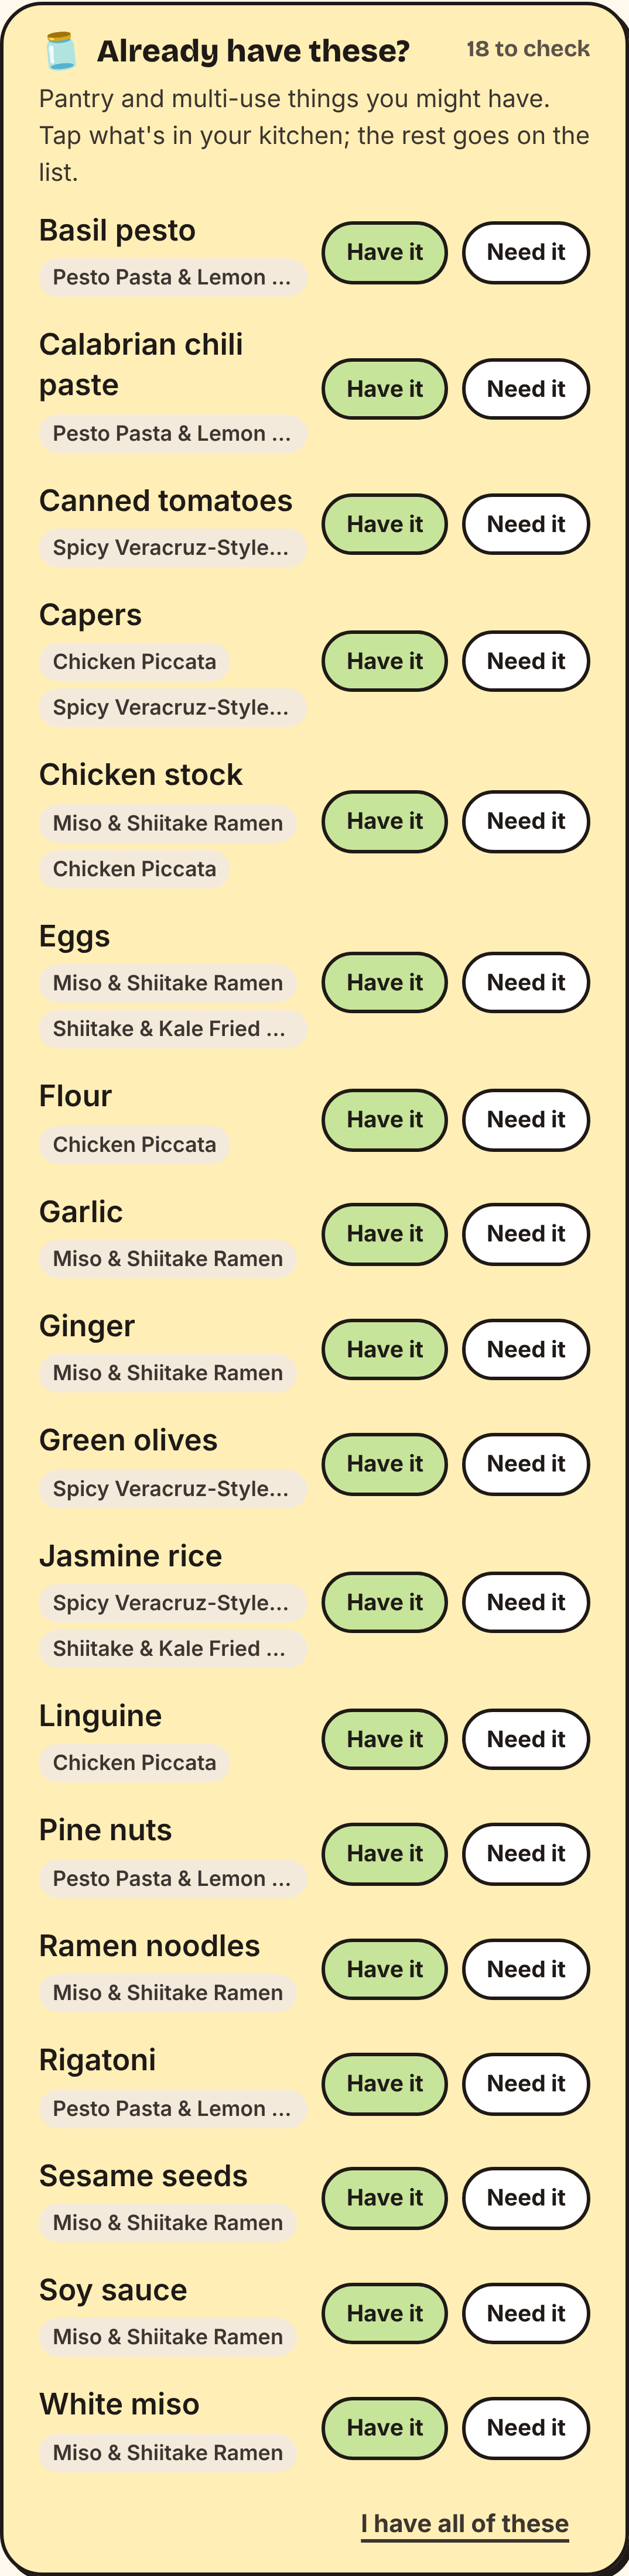 Already have these?
18 to check
Pantry and multi-use things you might have.
Tap what's in your kitchen; the rest goes on the
list.
Basil pesto
Pesto Pasta & Lemon ...
Have it
Need it
Calabrian chili
paste
Pesto Pasta & Lemon ...
Have it
Need it
Canned tomatoes
Spicy Veracruz-Style...
Have it
Need it
Capers
Chicken Piccata
Spicy Veracruz-Style...
Have it
Need it
Chicken stock
Miso & Shiitake Ramen
Chicken Piccata
Have it
Need it
Eggs
Miso & Shiitake Ramen
Shiitake & Kale Fried ...
Have it
Need it
Flour
Chicken Piccata
Have it
Need it
Garlic
Miso & Shiitake Ramen
Have it
Need it
Ginger
Miso & Shiitake Ramen
Have it
Need it
Green olives
Spicy Veracruz-Style...
Have it
Need it
Jasmine rice
Spicy Veracruz-Style...
Shiitake & Kale Fried ...
Have it
Need it
Linguine
Chicken Piccata
Have it
Need it
Pine nuts
Pesto Pasta & Lemon ...
Have it
Need it
Ramen noodles
Miso & Shiitake Ramen
Have it
Need it
Rigatoni
Pesto Pasta & Lemon ...
Have it
Need it
Sesame seeds
Miso & Shiitake Ramen
Have it
Need it
Soy sauce
Miso & Shiitake Ramen
Have it
Need it
White miso
Miso & Shiitake Ramen
Have it
Need it
I have all of these